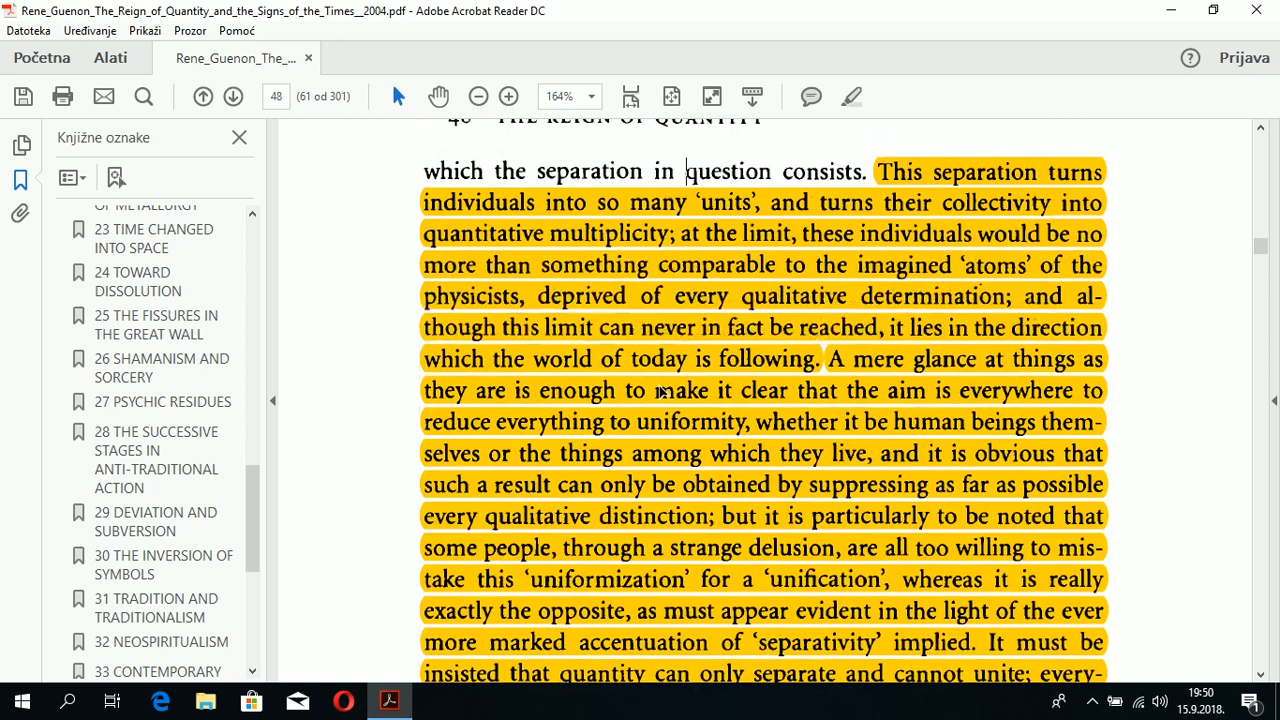 Rene_Guenon_The_Reign_of_Quantity_and_the_Signs_of_the_Times__2004.pdf - Adobe Acrobat Reader DC
Datoteka Uređivanje Prikaži Prozor Pomoć
Početna Alati Rene_Guenon_The_... Prijava
48 (61 od 301) 164%
Knjižne oznake
OF METALLURGY
23 TIME CHANGED
INTO SPACE
24 TOWARD
DISSOLUTION
25 THE FISSURES IN
THE GREAT WALL
26 SHAMANISM AND
SORCERY
27 PSYCHIC RESIDUES
28 THE SUCCESSIVE
STAGES IN
ANTI-TRADITIONAL
ACTION
29 DEVIATION AND
SUBVERSION
30 THE INVERSION OF
SYMBOLS
31 TRADITION AND
TRADITIONALISM
32 NEOSPIRITUALISM
33 CONTEMPORARY
48 THE REIGN OF QUANTITY
which the separation in question consists. This separation turns
individuals into so many ‘units’, and turns their collectivity into
quantitative multiplicity; at the limit, these individuals would be no
more than something comparable to the imagined ‘atoms’ of the
physicists, deprived of every qualitative determination; and al-
though this limit can never in fact be reached, it lies in the direction
which the world of today is following. A mere glance at things as
they are is enough to make it clear that the aim is everywhere to
reduce everything to uniformity, whether it be human beings them-
selves or the things among which they live, and it is obvious that
such a result can only be obtained by suppressing as far as possible
every qualitative distinction; but it is particularly to be noted that
some people, through a strange delusion, are all too willing to mis-
take this ‘uniformization’ for a ‘unification’, whereas it is really
exactly the opposite, as must appear evident in the light of the ever
more marked accentuation of ‘separativity’ implied. It must be
insisted that quantity can only separate and cannot unite; every-
19:50
15.9.2018.
1